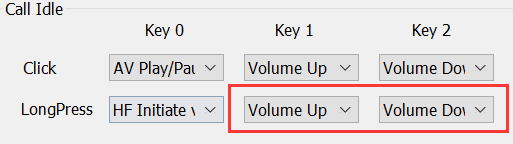 Call Idle
Key 0 Key 1 Key 2
Click AV Play/Pau Volume Up Volume Dov
LongPress HF Initiate v Volume Up Volume Dov